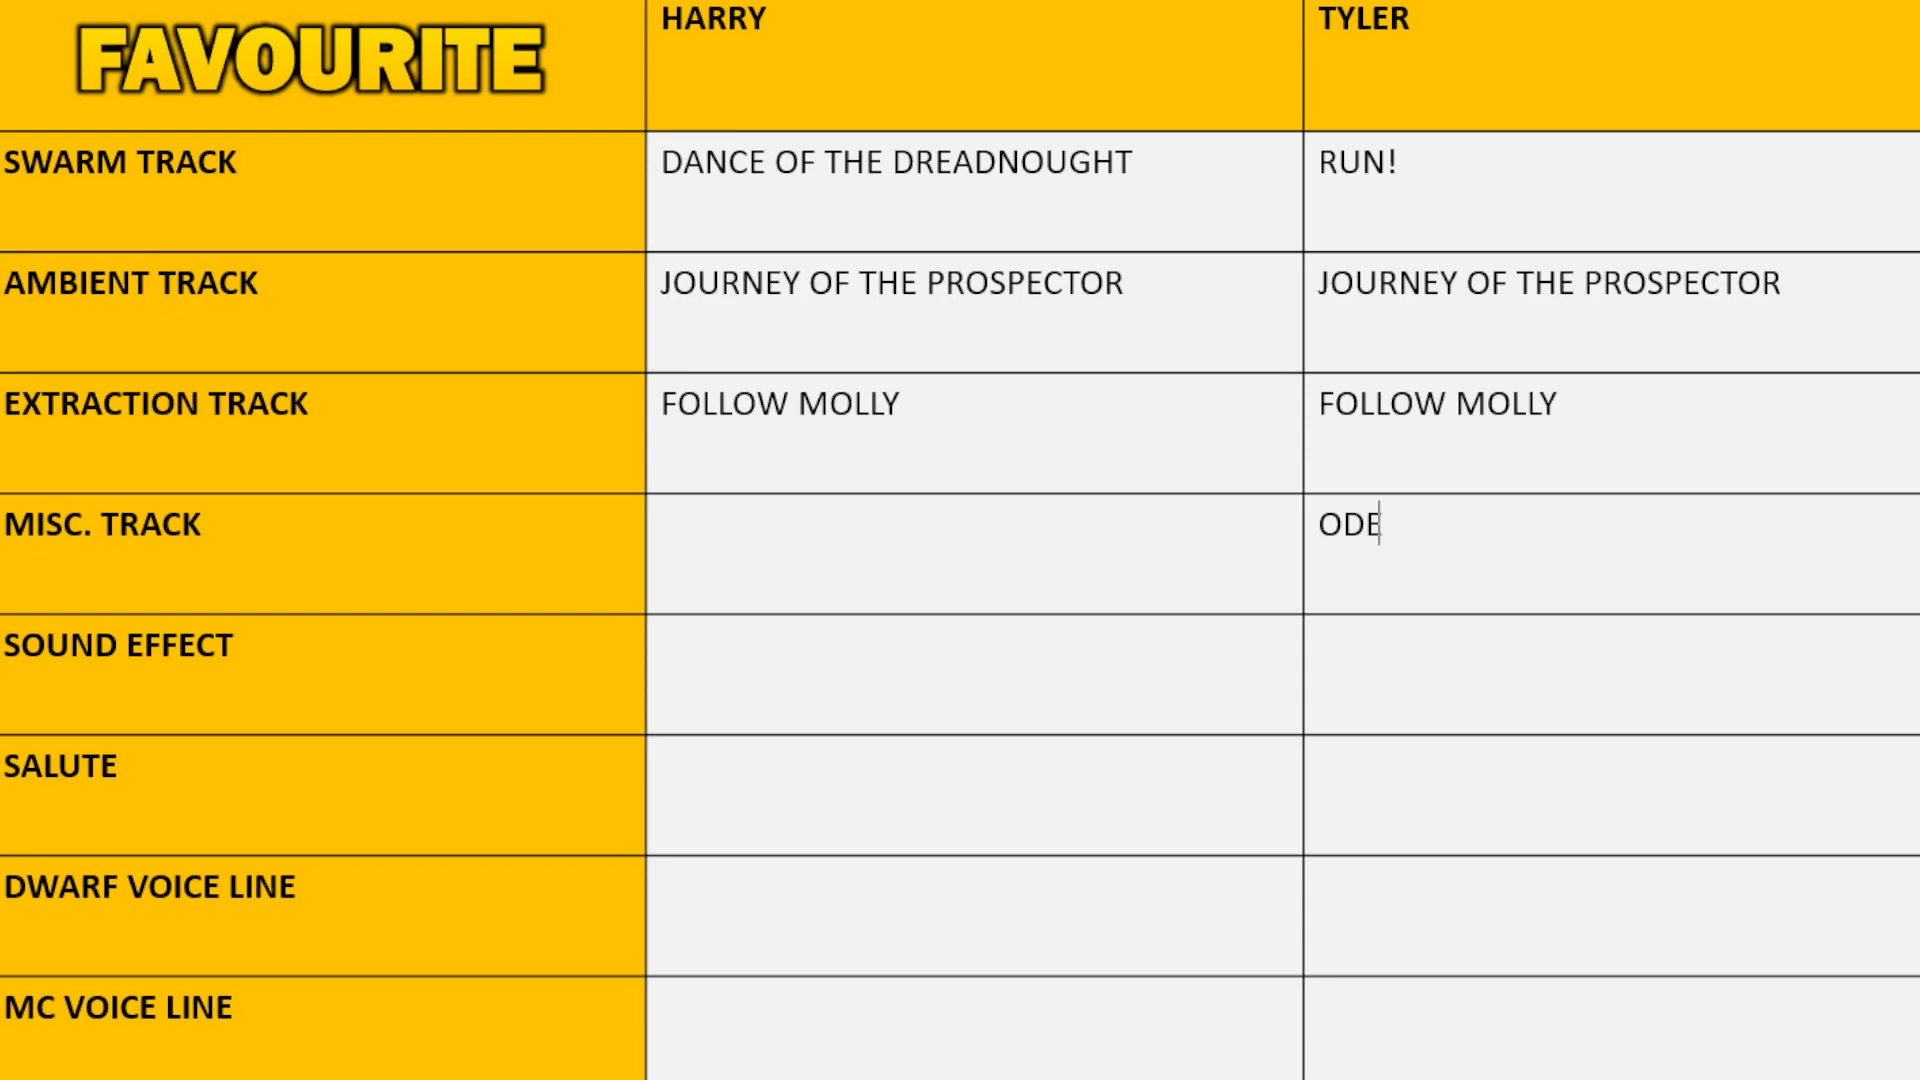 FAVOURITE HARRY TYLER
SWARM TRACK DANCE OF THE DREADNOUGHT RUN!
AMBIENT TRACK JOURNEY OF THE PROSPECTOR JOURNEY OF THE PROSPECTOR
EXTRACTION TRACK FOLLOW MOLLY FOLLOW MOLLY
MISC. TRACK ODE
SOUND EFFECT
SALUTE
DWARF VOICE LINE
MC VOICE LINE